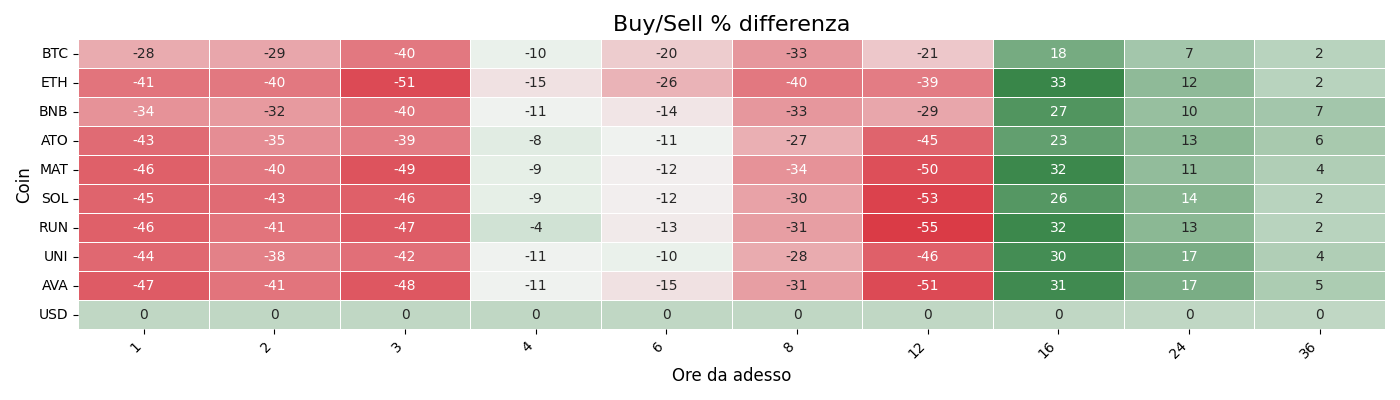 Buy/Sell % differenza
Coin
BTC -28 -29 -40 -10 -20 -33 -21 18 7 2
ETH -41 -40 -51 -15 -26 -40 -39 33 12 2
BNB -34 -32 -40 -11 -14 -33 -29 27 10 7
ATO -43 -35 -39 -8 -11 -27 -45 23 13 6
MAT -46 -40 -49 -9 -12 -34 -50 32 11 4
SOL -45 -43 -46 -9 -12 -30 -53 26 14 2
RUN -46 -41 -47 -4 -13 -31 -55 32 13 2
UNI -44 -38 -42 -11 -10 -28 -46 30 17 4
AVA -47 -41 -48 -11 -15 -31 -51 31 17 5
USD 0 0 0 0 0 0 0 0 0 0
1 2 3 4 6 8 12 16 24 36
Ore da adesso